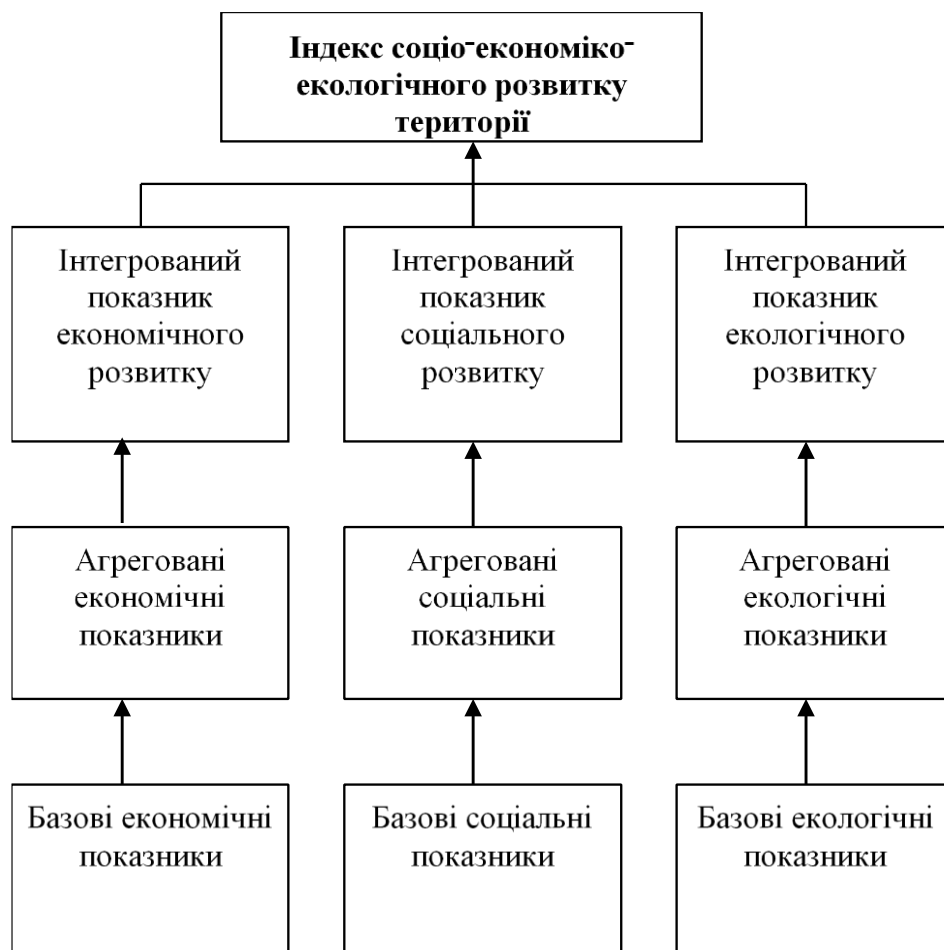 Індекс соціо-економіко-
екологічного розвитку
території
Інтегрований
показник
економічного
розвитку
Інтегрований
показник
соціального
розвитку
Інтегрований
показник
екологічного
розвитку
Агреговані
економічні
показники
Агреговані
соціальні
показники
Агреговані
екологічні
показники
Базові економічні
показники
Базові соціальні
показники
Базові екологічні
показники